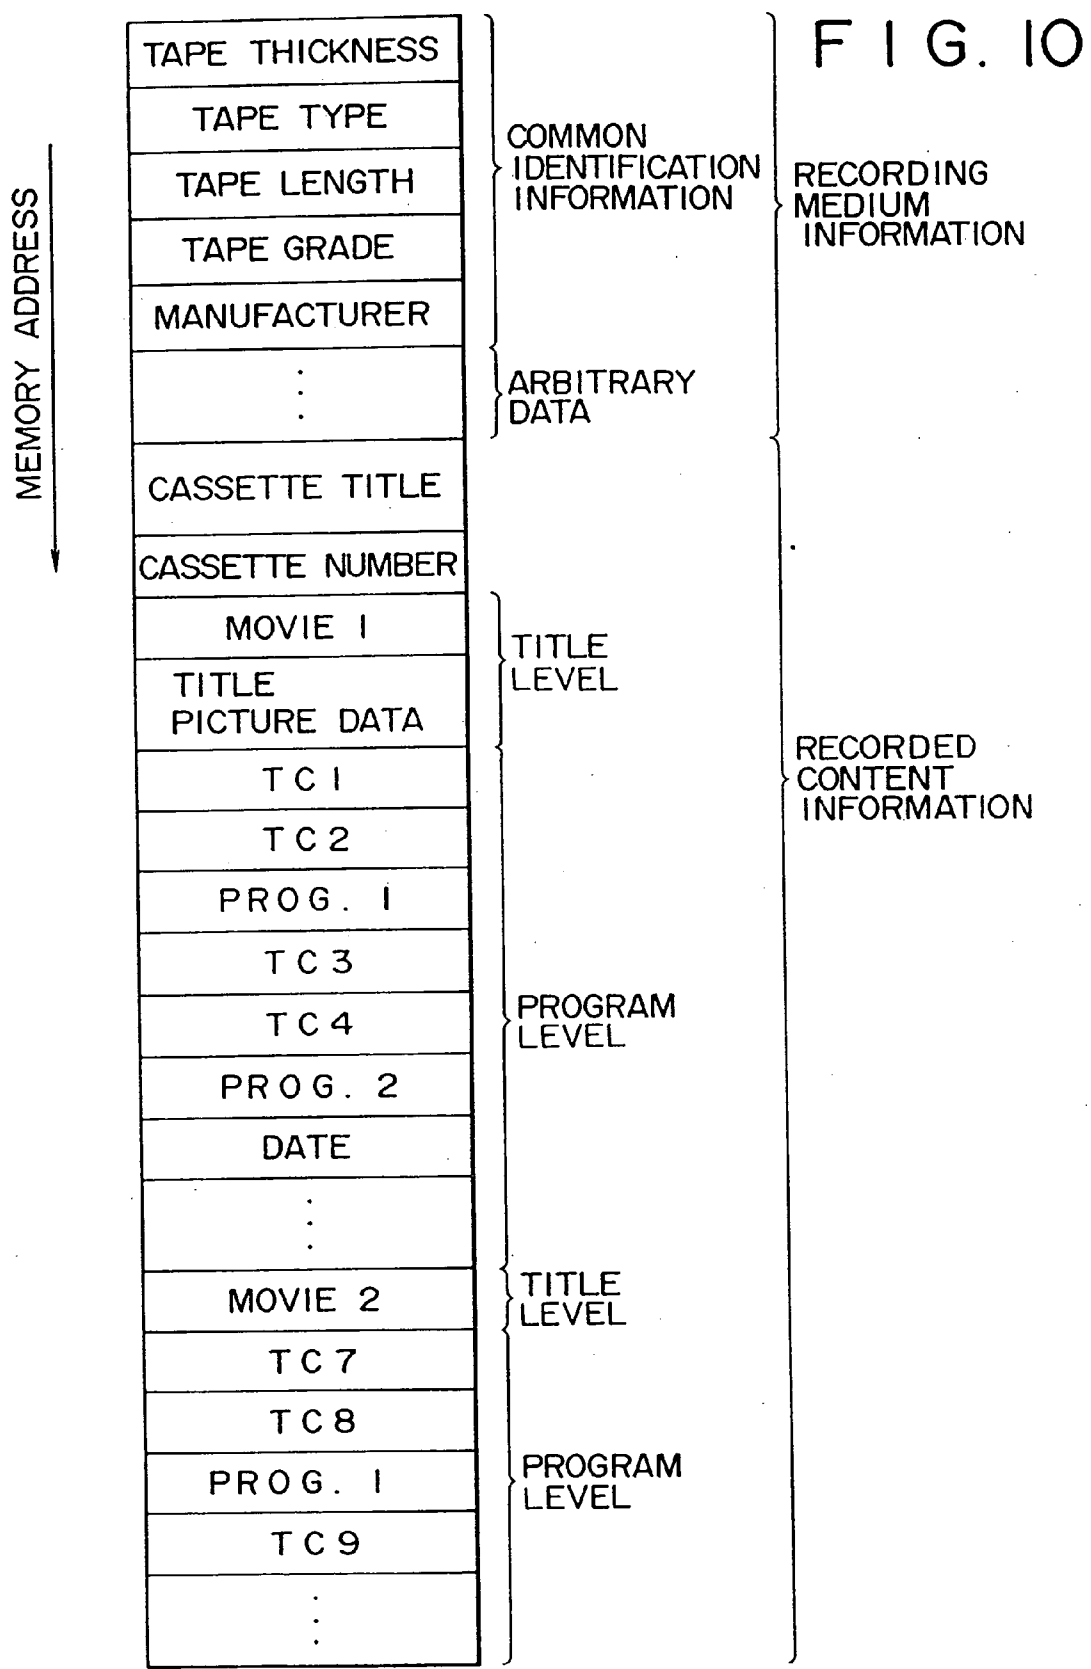 FIG. 10
MEMORY ADDRESS
TAPE THICKNESS
TAPE TYPE
TAPE LENGTH
TAPE GRADE
MANUFACTURER
CASSETTE TITLE
CASSETTE NUMBER
MOVIE 1
TITLE
PICTURE DATA
TC1
TC2
PROG. 1
TC3
TC4
PROG. 2
DATE
MOVIE 2
TC7
TC8
PROG. 1
TC9
COMMON
IDENTIFICATION
INFORMATION
ARBITRARY
DATA
TITLE
LEVEL
PROGRAM
LEVEL
TITLE
LEVEL
PROGRAM
LEVEL
RECORDING
MEDIUM
INFORMATION
RECORDED
CONTENT
INFORMATION